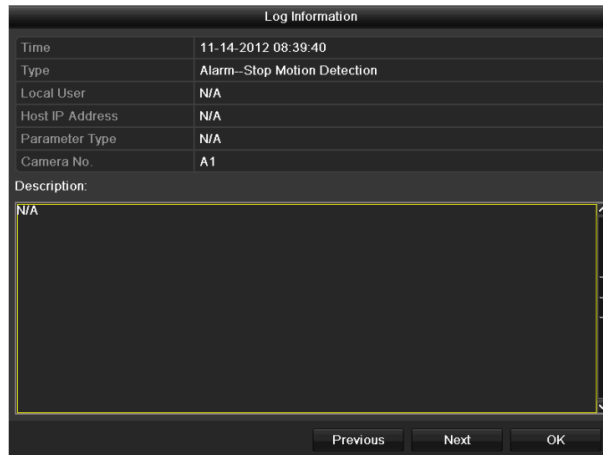 Log Information
Time 11-14-2012 08:39:40
Type Alarm--Stop Motion Detection
Local User N/A
Host IP Address N/A
Parameter Type N/A
Camera No. A1
Description:
N/A
Previous Next OK